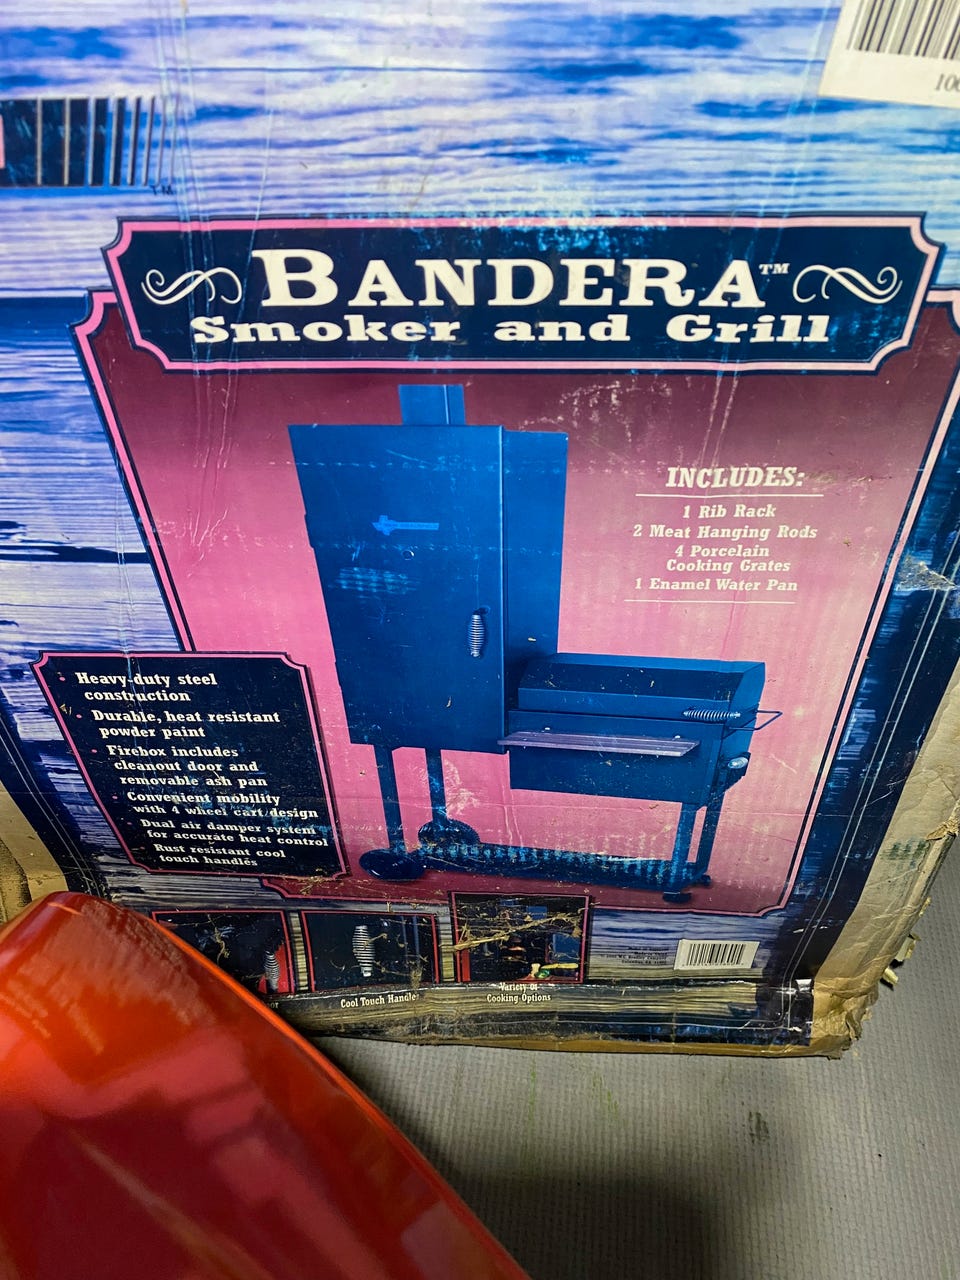 100
TM
BANDERA™
Smoker and Grill
INCLUDES:
1 Rib Rack
2 Meat Hanging Rods
4 Porcelain
Cooking Grates
1 Enamel Water Pan
• Heavy-duty steel
construction
• Durable, heat resistant
powder paint
• Firebox includes
cleanout door and
removable ash pan
• Convenient mobility
with 4 wheel cart design
Dual air damper system
for accurate heat control
Rust resistant cool
touch handles
Cool Touch Handle
Variety of
Cooking Options